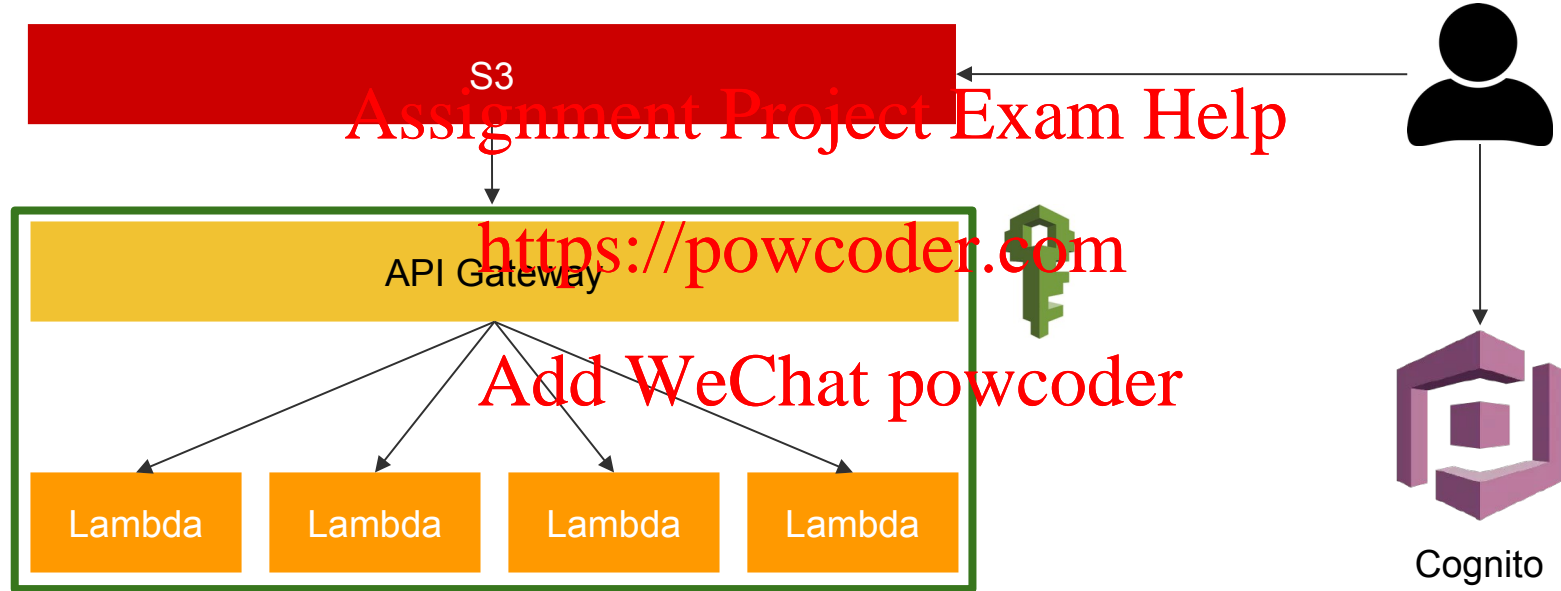 S3
Assignment Project Exam Help
https://powcoder.com
API Gateway
Add WeChat powcoder
Lambda Lambda Lambda Lambda
Cognito